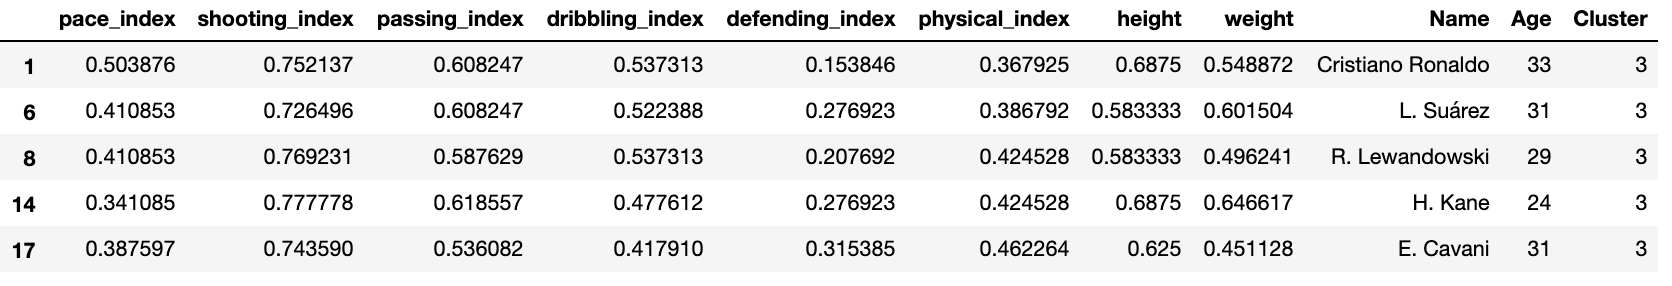 pace_index shooting_index passing_index dribbling_index defending_index physical_index height weight Name Age Cluster
1 0.503876 0.752137 0.608247 0.537313 0.153846 0.367925 0.6875 0.548872 Cristiano Ronaldo 33 3
6 0.410853 0.726496 0.608247 0.522388 0.276923 0.386792 0.583333 0.601504 L. Suárez 31 3
8 0.410853 0.769231 0.587629 0.537313 0.207692 0.424528 0.583333 0.496241 R. Lewandowski 29 3
14 0.341085 0.777778 0.618557 0.477612 0.276923 0.424528 0.6875 0.646617 H. Kane 24 3
17 0.387597 0.743590 0.536082 0.417910 0.315385 0.462264 0.625 0.451128 E. Cavani 31 3